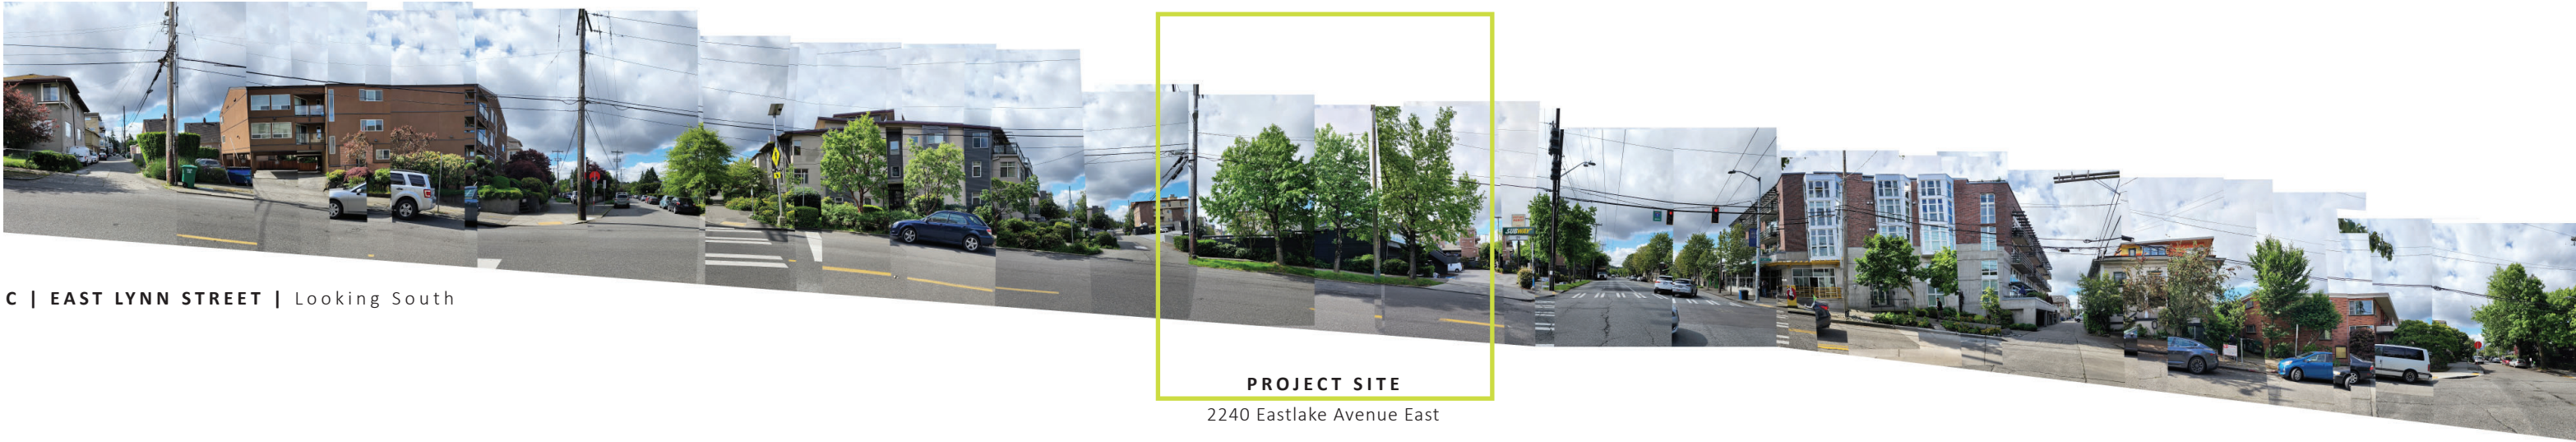 SUBWAY
C | EAST LYNN STREET | Looking South
PROJECT SITE
2240 Eastlake Avenue East